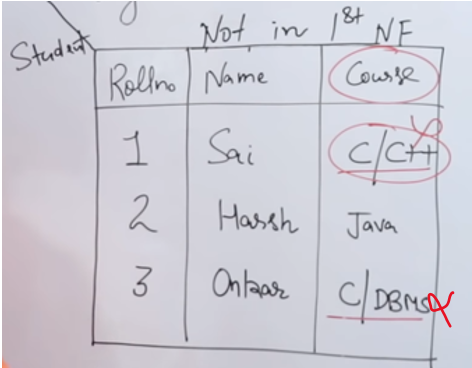 Not in 1st NF
Student
Rollno Name Course
1 Sai C/C++
2 Harsh Java
3 Onkar C/DBMS